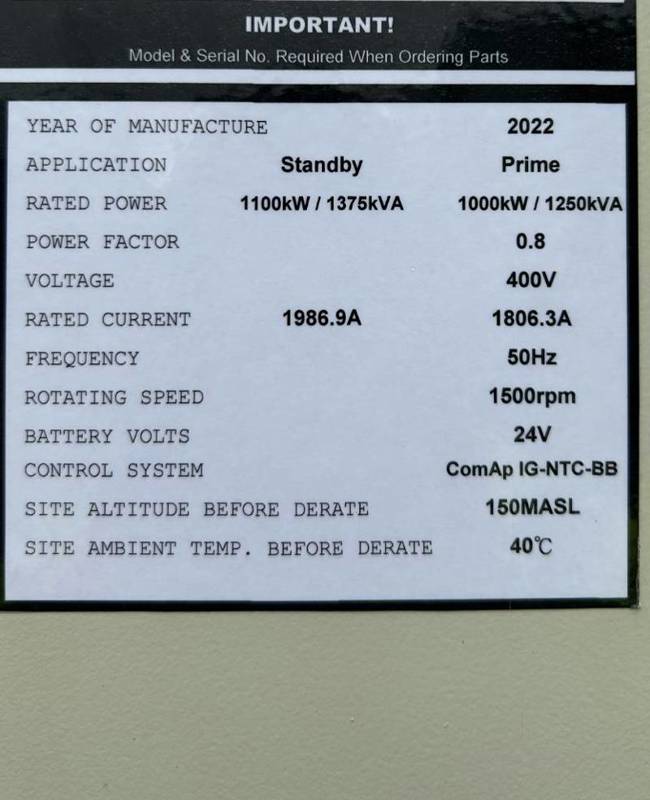 IMPORTANT!
Model & Serial No. Required When Ordering Parts
YEAR OF MANUFACTURE 2022
APPLICATION Standby Prime
RATED POWER 1100kW / 1375kVA 1000kW / 1250kVA
POWER FACTOR 0.8
VOLTAGE 400V
RATED CURRENT 1986.9A 1806.3A
FREQUENCY 50Hz
ROTATING SPEED 1500rpm
BATTERY VOLTS 24V
CONTROL SYSTEM ComAp IG-NTC-BB
SITE ALTITUDE BEFORE DERATE 150MASL
SITE AMBIENT TEMP. BEFORE DERATE 40℃